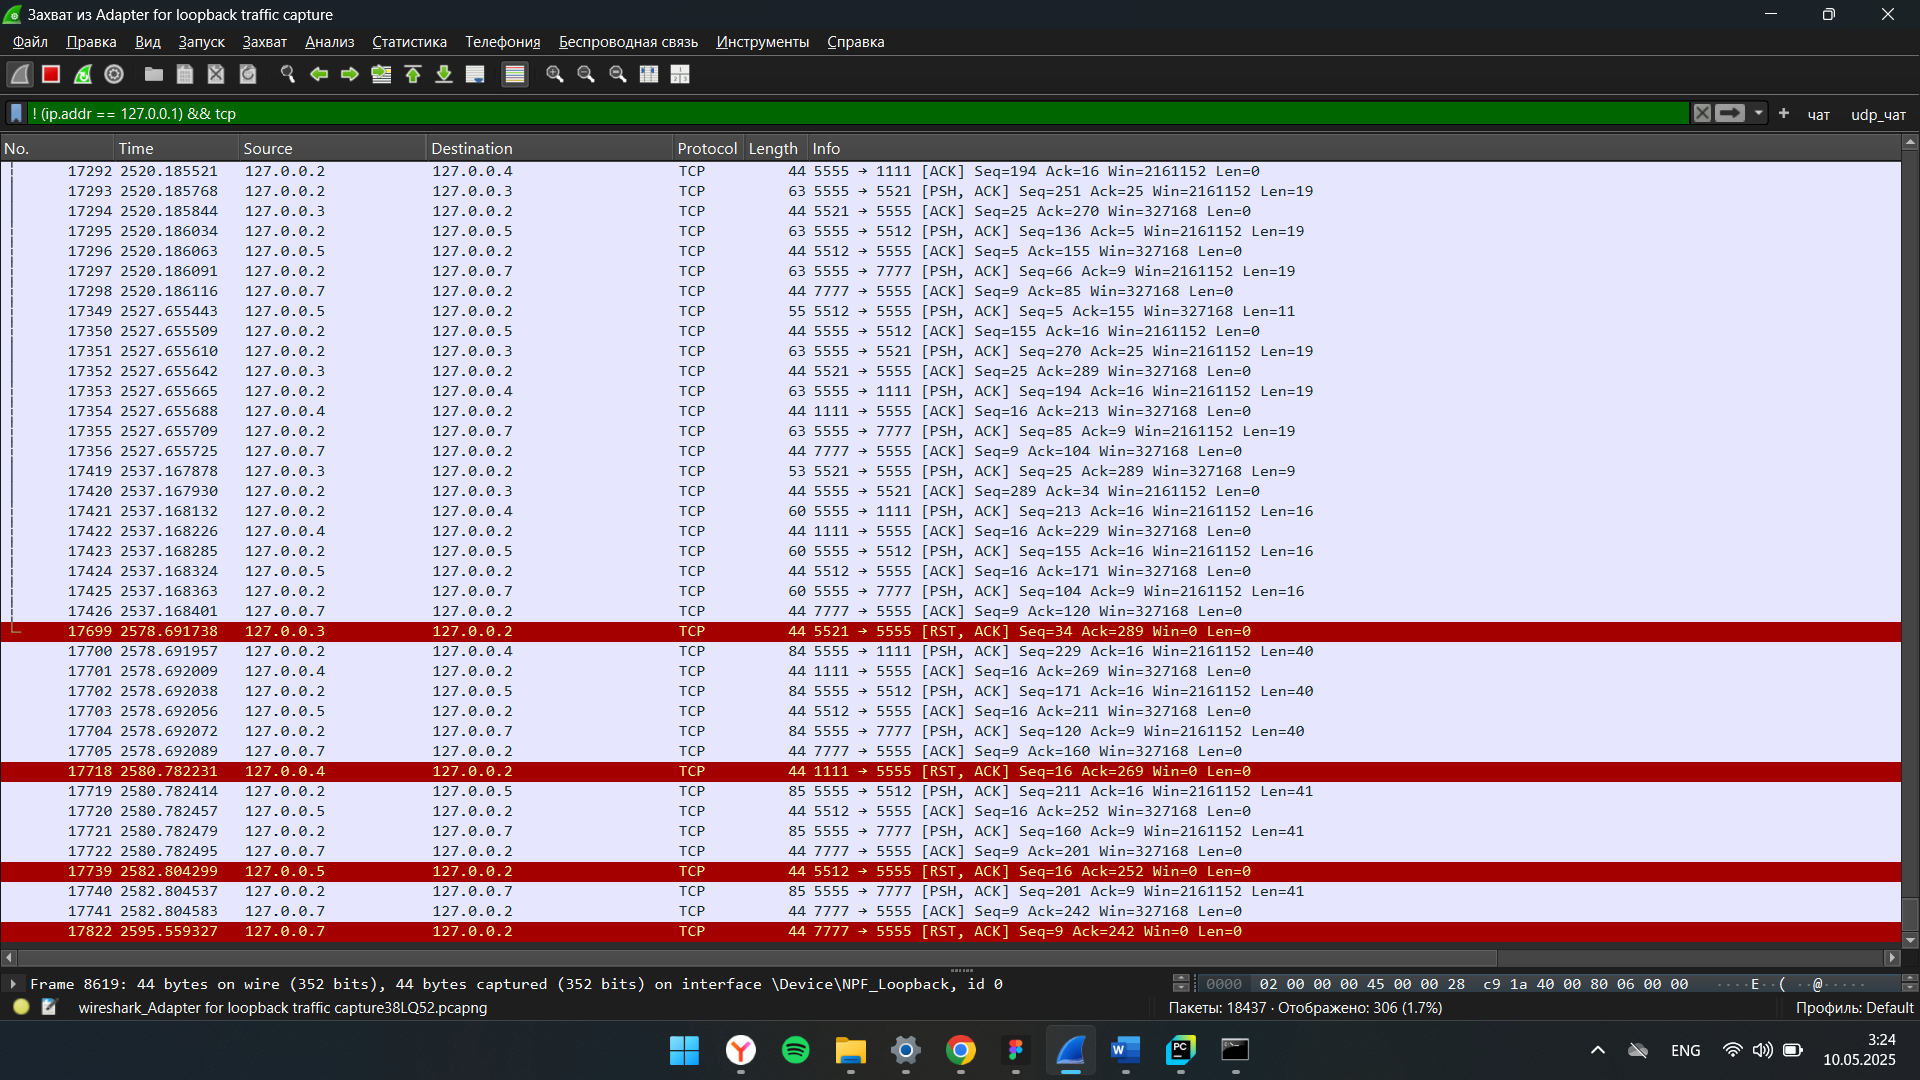 Захват из Adapter for loopback traffic capture
Файл Правка Вид Запуск Захват Анализ Статистика Телефония Беспроводная связь Инструменты Справка
! (ip.addr == 127.0.0.1) && tcp + чат udp_чат
No. Time Source Destination Protocol Length Info
17292 2520.185521 127.0.0.2 127.0.0.4 TCP 44 5555 → 1111 [ACK] Seq=194 Ack=16 Win=2161152 Len=0
17293 2520.185768 127.0.0.2 127.0.0.3 TCP 63 5555 → 5521 [PSH, ACK] Seq=251 Ack=25 Win=2161152 Len=19
17294 2520.185844 127.0.0.3 127.0.0.2 TCP 44 5521 → 5555 [ACK] Seq=25 Ack=270 Win=327168 Len=0
17295 2520.186034 127.0.0.2 127.0.0.5 TCP 63 5555 → 5512 [PSH, ACK] Seq=136 Ack=5 Win=2161152 Len=19
17296 2520.186063 127.0.0.5 127.0.0.2 TCP 44 5512 → 5555 [ACK] Seq=5 Ack=155 Win=327168 Len=0
17297 2520.186091 127.0.0.2 127.0.0.7 TCP 63 5555 → 7777 [PSH, ACK] Seq=66 Ack=9 Win=2161152 Len=19
17298 2520.186116 127.0.0.7 127.0.0.2 TCP 44 7777 → 5555 [ACK] Seq=9 Ack=85 Win=327168 Len=0
17349 2527.655443 127.0.0.5 127.0.0.2 TCP 55 5512 → 5555 [PSH, ACK] Seq=5 Ack=155 Win=327168 Len=11
17350 2527.655509 127.0.0.2 127.0.0.5 TCP 44 5555 → 5512 [ACK] Seq=155 Ack=16 Win=2161152 Len=0
17351 2527.655610 127.0.0.2 127.0.0.3 TCP 63 5555 → 5521 [PSH, ACK] Seq=270 Ack=25 Win=2161152 Len=19
17352 2527.655642 127.0.0.3 127.0.0.2 TCP 44 5521 → 5555 [ACK] Seq=25 Ack=289 Win=327168 Len=0
17353 2527.655665 127.0.0.2 127.0.0.4 TCP 63 5555 → 1111 [PSH, ACK] Seq=194 Ack=16 Win=2161152 Len=19
17354 2527.655688 127.0.0.4 127.0.0.2 TCP 44 1111 → 5555 [ACK] Seq=16 Ack=213 Win=327168 Len=0
17355 2527.655709 127.0.0.2 127.0.0.7 TCP 63 5555 → 7777 [PSH, ACK] Seq=85 Ack=9 Win=2161152 Len=19
17356 2527.655725 127.0.0.7 127.0.0.2 TCP 44 7777 → 5555 [ACK] Seq=9 Ack=104 Win=327168 Len=0
17419 2537.167878 127.0.0.3 127.0.0.2 TCP 53 5521 → 5555 [PSH, ACK] Seq=25 Ack=289 Win=327168 Len=9
17420 2537.167930 127.0.0.2 127.0.0.3 TCP 44 5555 → 5521 [ACK] Seq=289 Ack=34 Win=2161152 Len=0
17421 2537.168132 127.0.0.2 127.0.0.4 TCP 60 5555 → 1111 [PSH, ACK] Seq=213 Ack=16 Win=2161152 Len=16
17422 2537.168226 127.0.0.4 127.0.0.2 TCP 44 1111 → 5555 [ACK] Seq=16 Ack=229 Win=327168 Len=0
17423 2537.168285 127.0.0.2 127.0.0.5 TCP 60 5555 → 5512 [PSH, ACK] Seq=155 Ack=16 Win=2161152 Len=16
17424 2537.168324 127.0.0.5 127.0.0.2 TCP 44 5512 → 5555 [ACK] Seq=16 Ack=171 Win=327168 Len=0
17425 2537.168363 127.0.0.2 127.0.0.7 TCP 60 5555 → 7777 [PSH, ACK] Seq=104 Ack=9 Win=2161152 Len=16
17426 2537.168401 127.0.0.7 127.0.0.2 TCP 44 7777 → 5555 [ACK] Seq=9 Ack=120 Win=327168 Len=0
17699 2578.691738 127.0.0.3 127.0.0.2 TCP 44 5521 → 5555 [RST, ACK] Seq=34 Ack=289 Win=0 Len=0
17700 2578.691957 127.0.0.2 127.0.0.4 TCP 84 5555 → 1111 [PSH, ACK] Seq=229 Ack=16 Win=2161152 Len=40
17701 2578.692009 127.0.0.4 127.0.0.2 TCP 44 1111 → 5555 [ACK] Seq=16 Ack=269 Win=327168 Len=0
17702 2578.692038 127.0.0.2 127.0.0.5 TCP 84 5555 → 5512 [PSH, ACK] Seq=171 Ack=16 Win=2161152 Len=40
17703 2578.692056 127.0.0.5 127.0.0.2 TCP 44 5512 → 5555 [ACK] Seq=16 Ack=211 Win=327168 Len=0
17704 2578.692072 127.0.0.2 127.0.0.7 TCP 84 5555 → 7777 [PSH, ACK] Seq=120 Ack=9 Win=2161152 Len=40
17705 2578.692089 127.0.0.7 127.0.0.2 TCP 44 7777 → 5555 [ACK] Seq=9 Ack=160 Win=327168 Len=0
17718 2580.782231 127.0.0.4 127.0.0.2 TCP 44 1111 → 5555 [RST, ACK] Seq=16 Ack=269 Win=0 Len=0
17719 2580.782414 127.0.0.2 127.0.0.5 TCP 85 5555 → 5512 [PSH, ACK] Seq=211 Ack=16 Win=2161152 Len=41
17720 2580.782457 127.0.0.5 127.0.0.2 TCP 44 5512 → 5555 [ACK] Seq=16 Ack=252 Win=327168 Len=0
17721 2580.782479 127.0.0.2 127.0.0.7 TCP 85 5555 → 7777 [PSH, ACK] Seq=160 Ack=9 Win=2161152 Len=41
17722 2580.782495 127.0.0.7 127.0.0.2 TCP 44 7777 → 5555 [ACK] Seq=9 Ack=201 Win=327168 Len=0
17739 2582.804299 127.0.0.5 127.0.0.2 TCP 44 5512 → 5555 [RST, ACK] Seq=16 Ack=252 Win=0 Len=0
17740 2582.804537 127.0.0.2 127.0.0.7 TCP 85 5555 → 7777 [PSH, ACK] Seq=201 Ack=9 Win=2161152 Len=41
17741 2582.804583 127.0.0.7 127.0.0.2 TCP 44 7777 → 5555 [ACK] Seq=9 Ack=242 Win=327168 Len=0
17822 2595.559327 127.0.0.7 127.0.0.2 TCP 44 7777 → 5555 [RST, ACK] Seq=9 Ack=242 Win=0 Len=0
Frame 8619: 44 bytes on wire (352 bits), 44 bytes captured (352 bits) on interface \Device\NPF_Loopback, id 0 0000 02 00 00 00 45 00 00 28 c9 1a 40 00 80 06 00 00 ····E··( ··@·····
wireshark_Adapter for loopback traffic capture38LQ52.pcapng Пакеты: 18437 · Отображено: 306 (1.7%) Профиль: Default
PC W ENG 3:24
10.05.2025